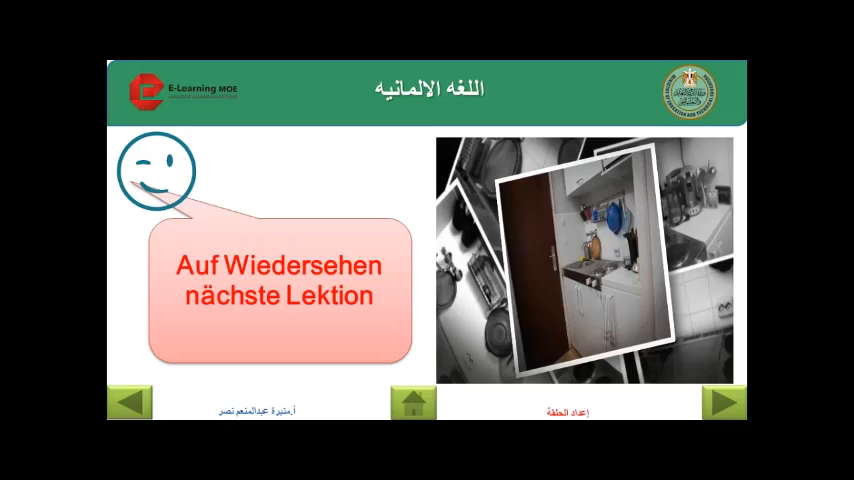 E-Learning MOE
اللغه الالمانيه
Auf Wiedersehen
nächste Lektion
أ.منيرة عبدالمنعم نصر
إعداد الحلقة